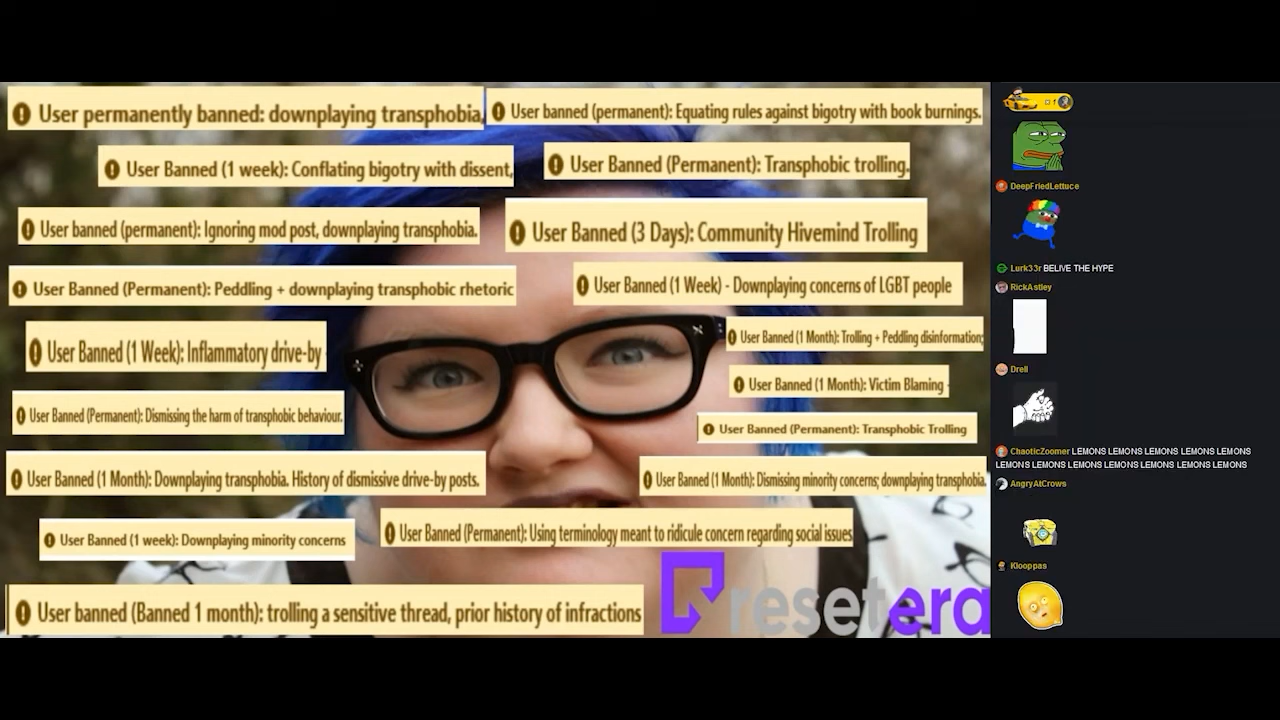 User permanently banned: downplaying transphobia,
User banned (permanent): Equating rules against bigotry with book burnings.
User Banned (1 week): Conflating bigotry with dissent,
User Banned (Permanent): Transphobic trolling.
User banned (permanent): Ignoring mod post, downplaying transphobia.
User Banned (3 Days): Community Hivemind Trolling
User Banned (Permanent): Peddling + downplaying transphobic rhetoric
User Banned (1 Week) - Downplaying concerns of LGBT people
User Banned (1 Week): Inflammatory drive-by
User Banned (1 Month): Trolling + Peddling disinformation;
User Banned (1 Month): Victim Blaming -
User Banned (Permanent): Dismissing the harm of transphobic behaviour.
User Banned (Permanent): Transphobic Trolling
User Banned (1 Month): Downplaying transphobia. History of dismissive drive-by posts.
User Banned (1 Month): Dismissing minority concerns; downplaying transphobia.
User Banned (1 week): Downplaying minority concerns
User Banned (Permanent): Using terminology meant to ridicule concern regarding social issues
User banned (Banned 1 month): trolling a sensitive thread, prior history of infractions
resetera
DeepFriedLettuce
Lurk33r BELIVE THE HYPE
RickAstley
Drell
ChaoticZoomer LEMONS LEMONS LEMONS LEMONS LEMONS
LEMONS LEMONS LEMONS LEMONS LEMONS LEMONS LEMONS
AngryAtCrows
Klooppas